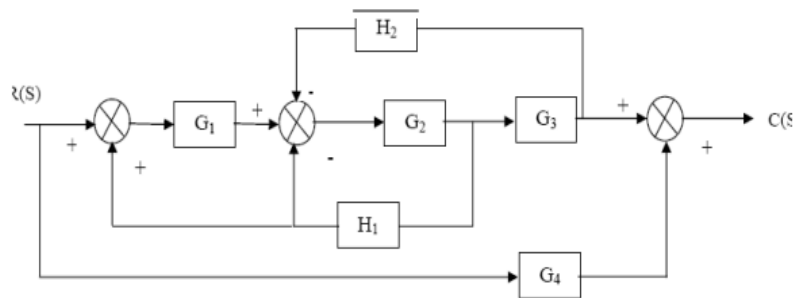 H2
-
R(S)
+
G1
+
G2
G3
+
C(S
+
+
-
+
H1
G4